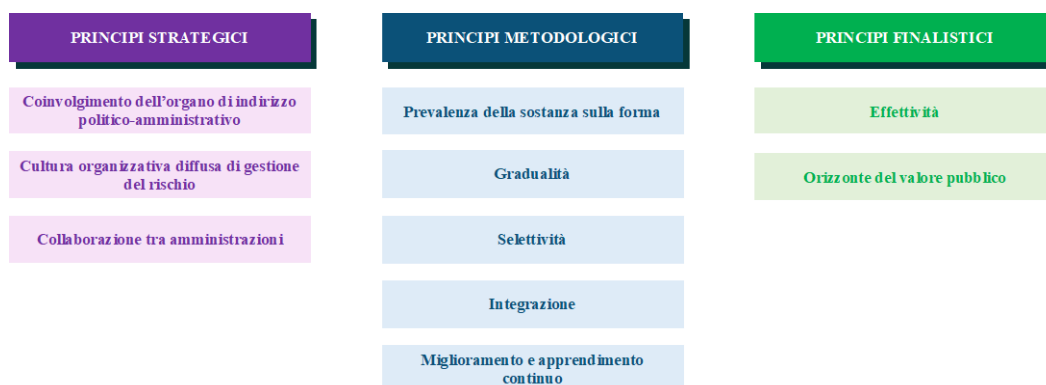 PRINCIPI STRATEGICI
Coinvolgimento dell'organo di indirizzo
politico-amministrativo
Cultura organizzativa diffusa di gestione
del rischio
Collaborazione tra amministrazioni
PRINCIPI METODOLOGICI
Prevalenza della sostanza sulla forma
Gradualità
Selettività
Integrazione
Miglioramento e apprendimento
continuo
PRINCIPI FINALISTICI
Effettività
Orizzonte del valore pubblico